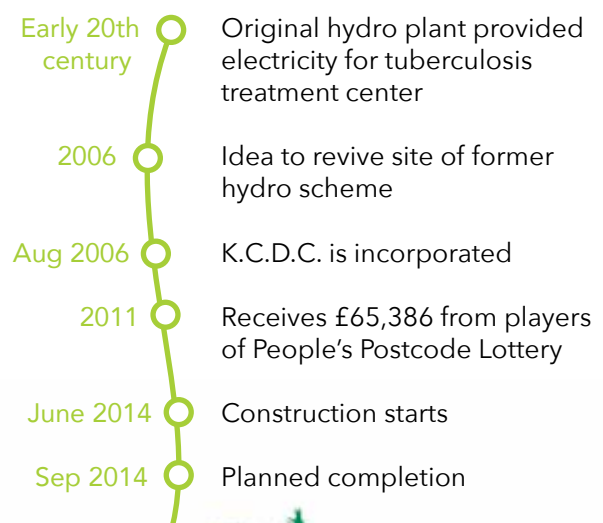 Early 20th
century
Original hydro plant provided
electricity for tuberculosis
treatment center
2006
Idea to revive site of former
hydro scheme
Aug 2006
K.C.D.C. is incorporated
2011
Receives £65,386 from players
of People’s Postcode Lottery
June 2014
Construction starts
Sep 2014
Planned completion